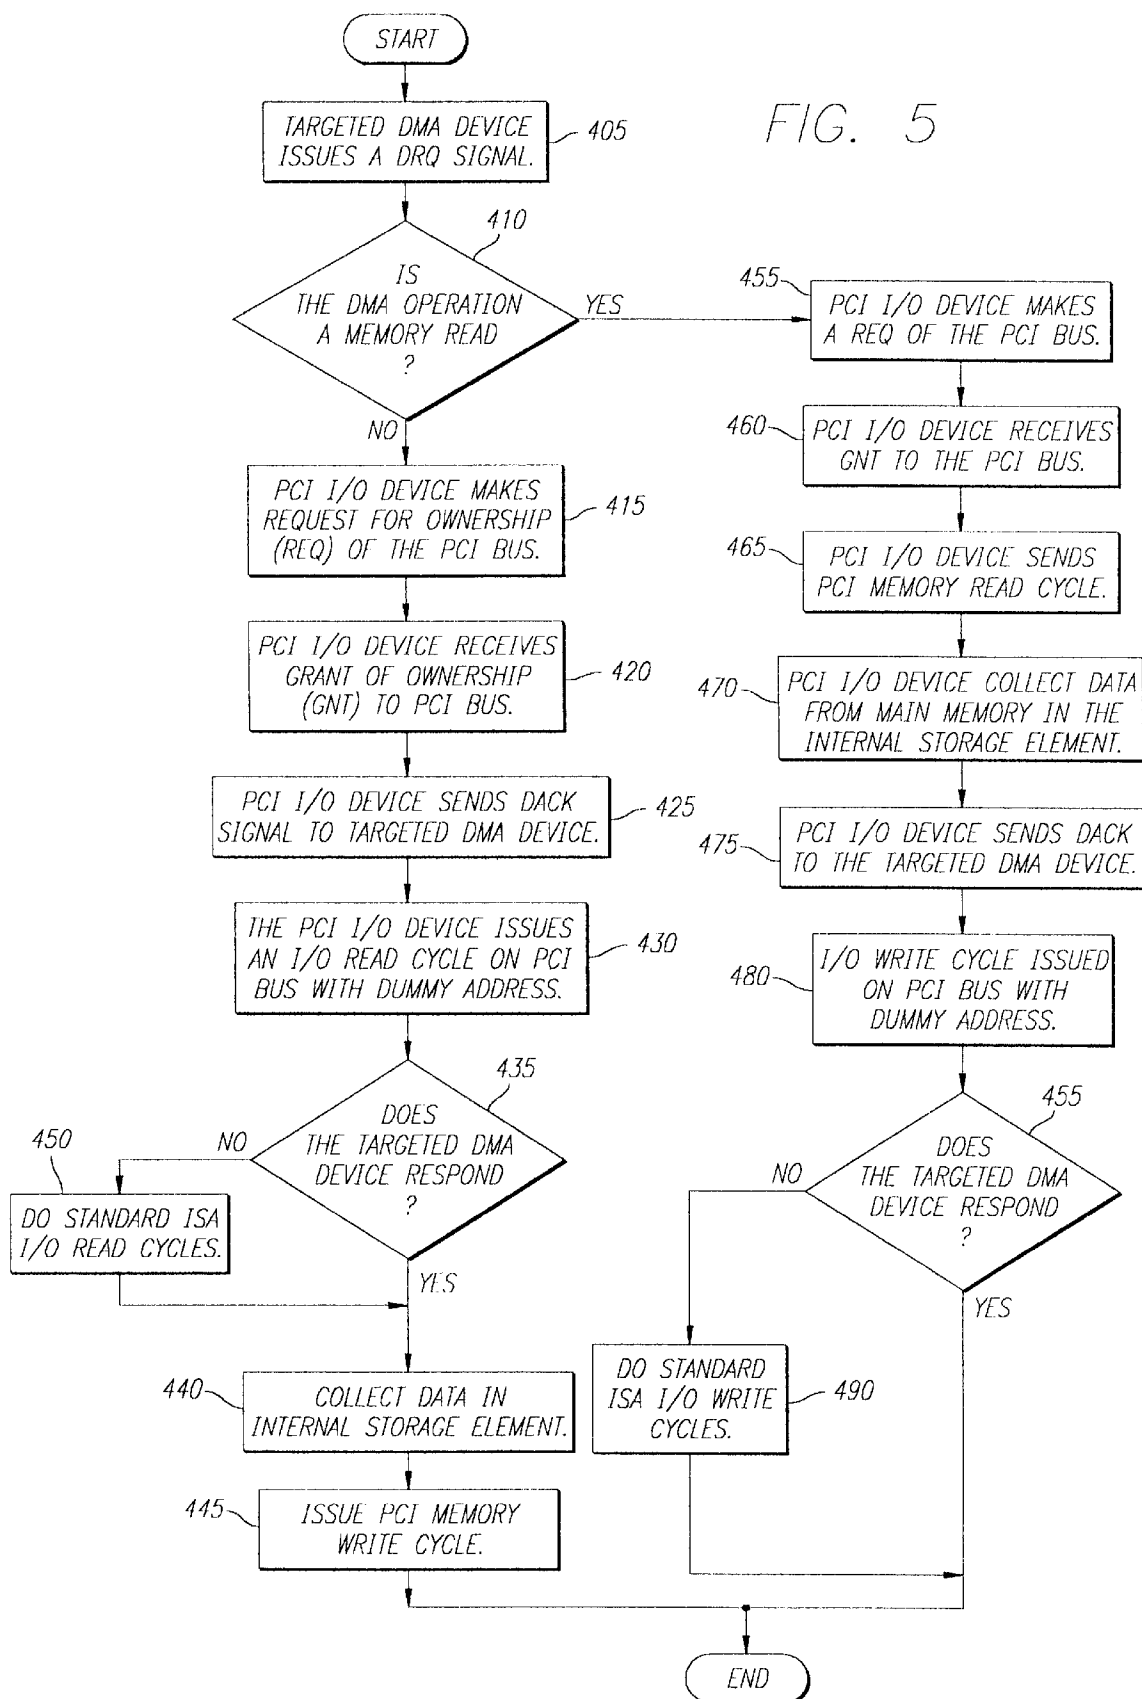 START
FIG. 5
TARGETED DMA DEVICE
ISSUES A DRQ SIGNAL.
405
410
IS
THE DMA OPERATION
A MEMORY READ
?
YES
NO
PCI I/O DEVICE MAKES
REQUEST FOR OWNERSHIP
(REQ) OF THE PCI BUS.
415
PCI I/O DEVICE RECEIVES
GRANT OF OWNERSHIP
(GNT) TO PCI BUS.
420
PCI I/O DEVICE SENDS DACK
SIGNAL TO TARGETED DMA DEVICE.
425
THE PCI I/O DEVICE ISSUES
AN I/O READ CYCLE ON PCI
BUS WITH DUMMY ADDRESS.
430
435
DOES
THE TARGETED DMA
DEVICE RESPOND
?
NO
YES
450
DO STANDARD ISA
I/O READ CYCLES.
440
COLLECT DATA IN
INTERNAL STORAGE ELEMENT.
445
ISSUE PCI MEMORY
WRITE CYCLE.
455
PCI I/O DEVICE MAKES
A REQ OF THE PCI BUS.
460
PCI I/O DEVICE RECEIVES
GNT TO THE PCI BUS.
465
PCI I/O DEVICE SENDS
PCI MEMORY READ CYCLE.
470
PCI I/O DEVICE COLLECT DATA
FROM MAIN MEMORY IN THE
INTERNAL STORAGE ELEMENT.
475
PCI I/O DEVICE SENDS DACK
TO THE TARGETED DMA DEVICE.
480
I/O WRITE CYCLE ISSUED
ON PCI BUS WITH
DUMMY ADDRESS.
455
DOES
THE TARGETED DMA
DEVICE RESPOND
?
NO
YES
DO STANDARD
ISA I/O WRITE
CYCLES.
490
END